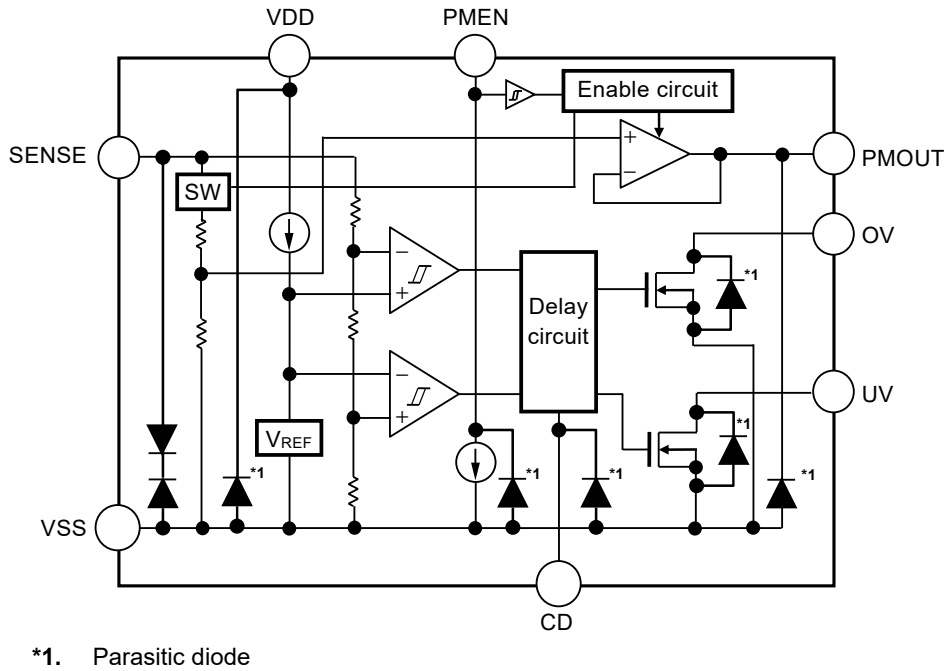 VDD PMEN
Enable circuit
SENSE
+
−
PMOUT
SW
OV
−
+
*1
Delay
circuit
−
+
UV
VREF
*1
*1
*1
*1
*1
VSS
CD
*1. Parasitic diode